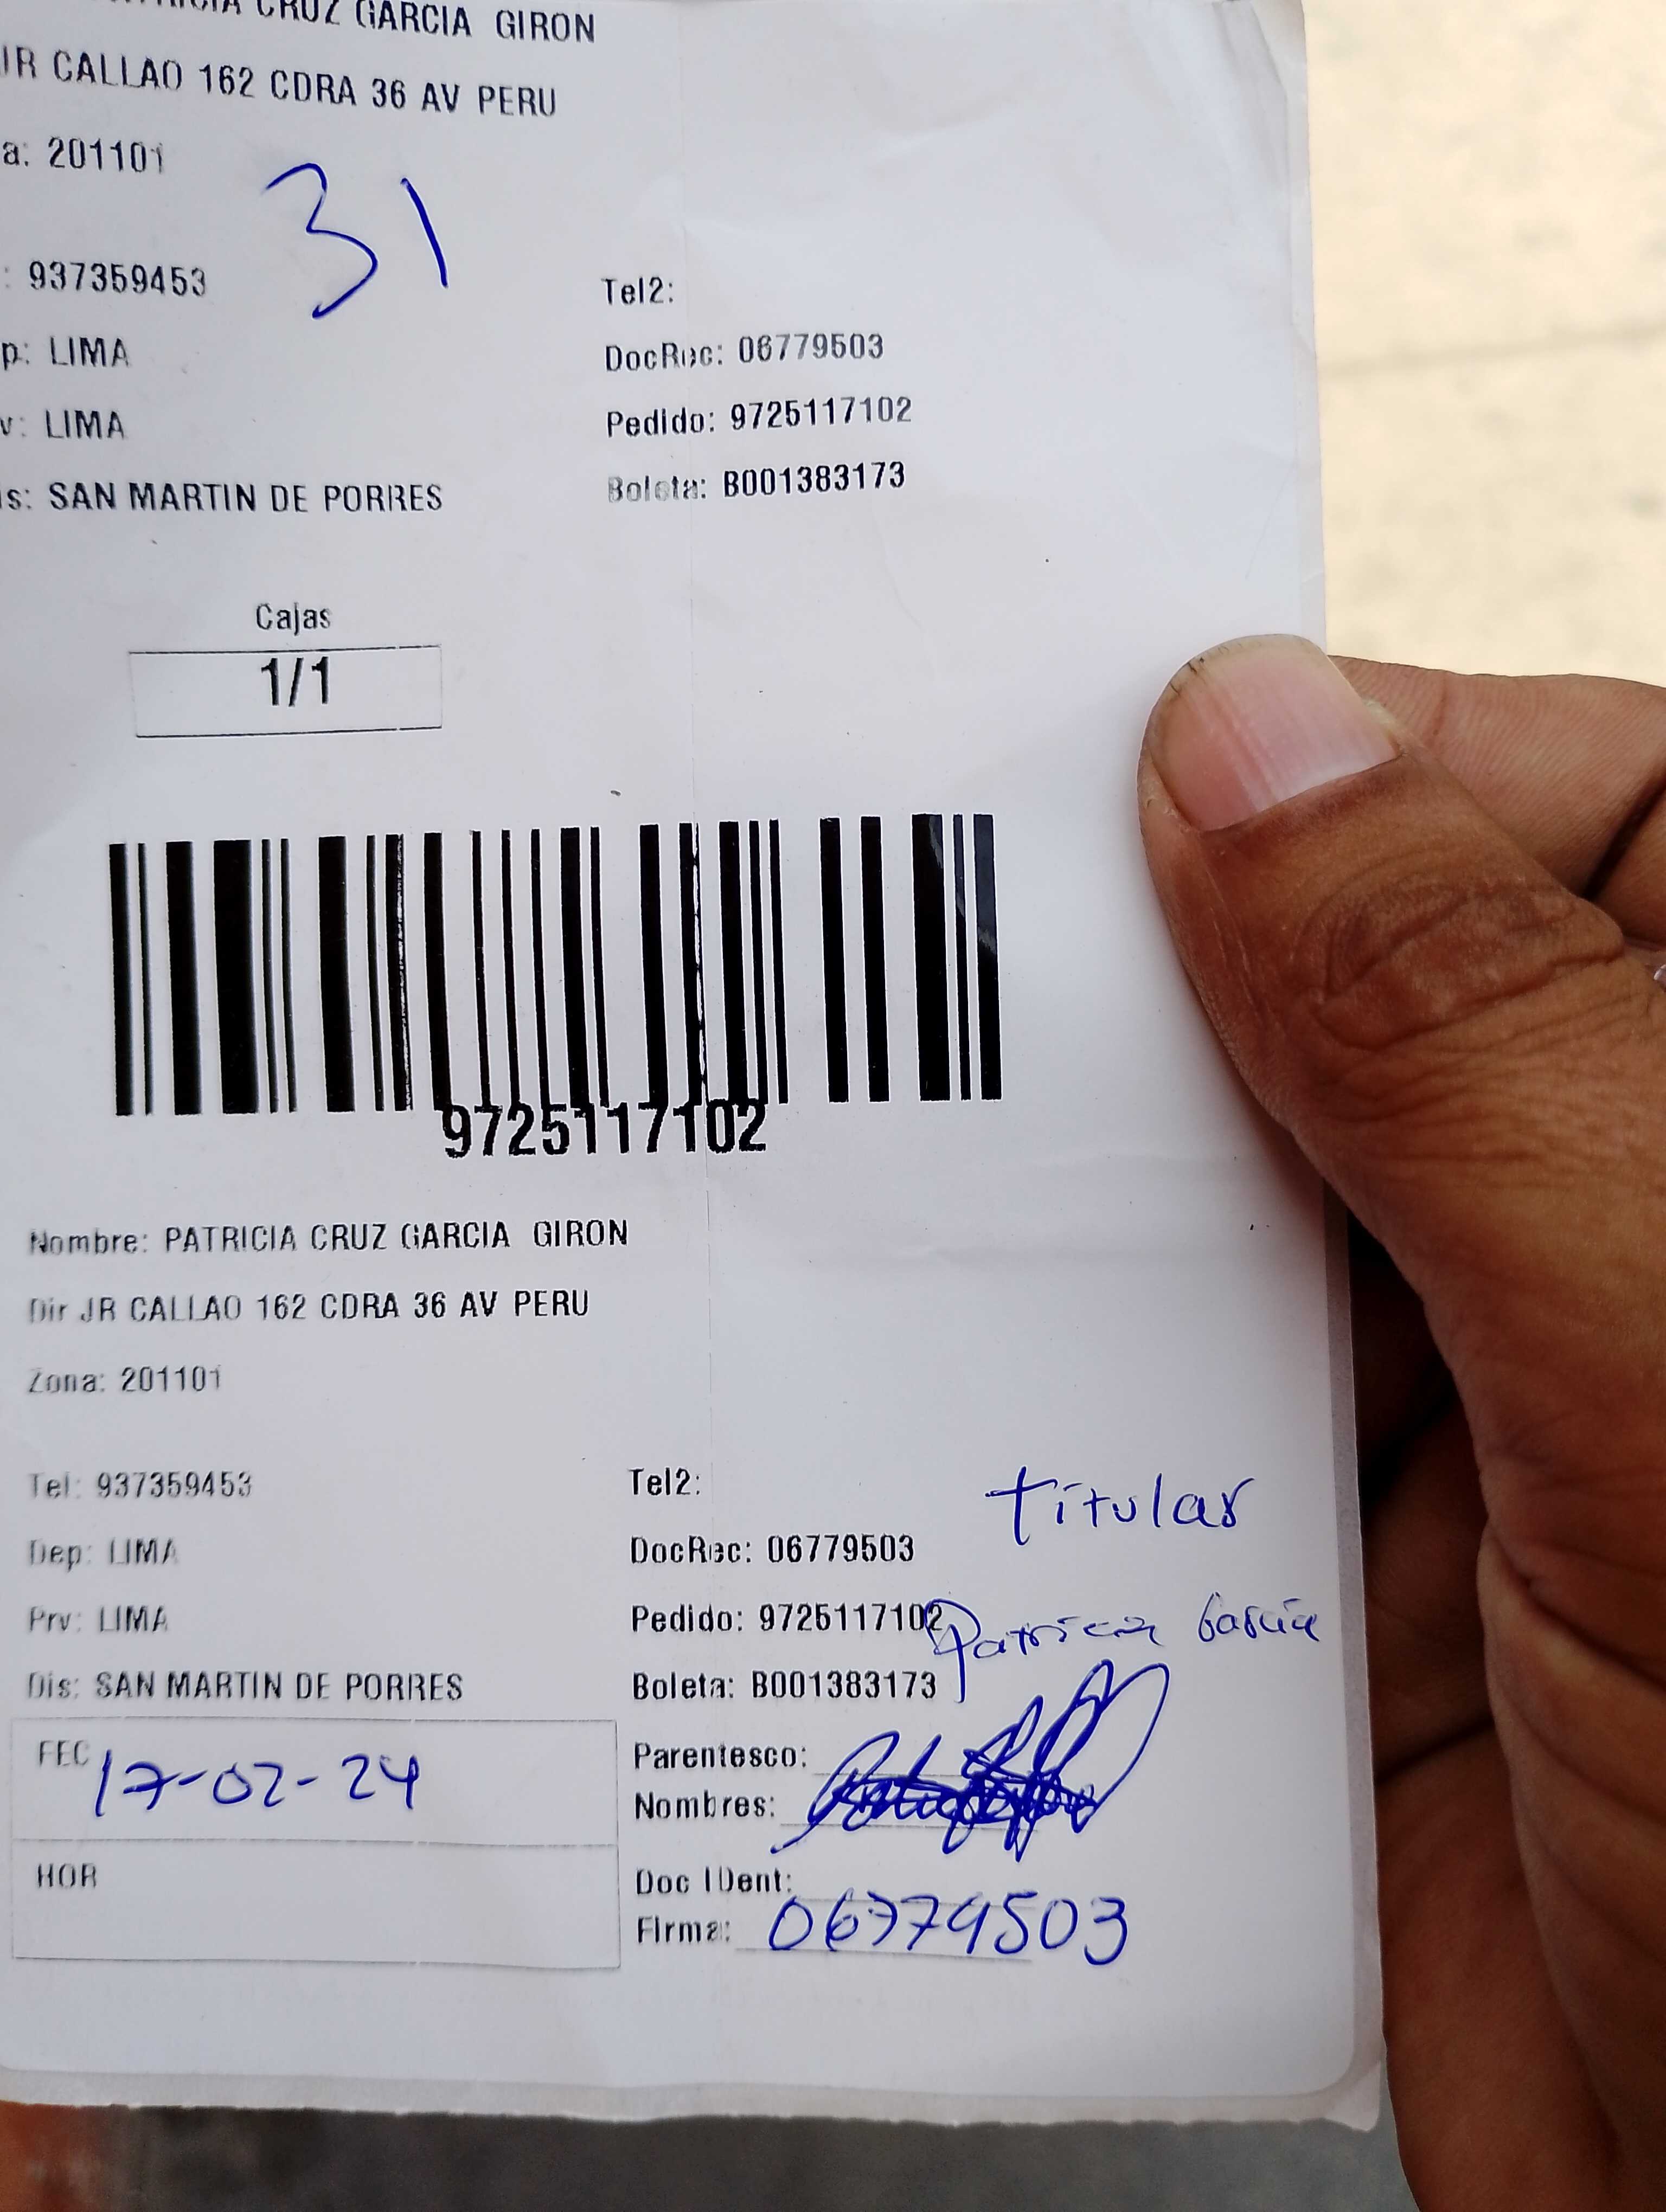 CRUZ GARCIA GIRON
JR CALLAO 162 CDRA 36 AV PERU
a: 201101
31
: 937359453
Tel2:
p: LIMA
DocRec: 06779503
v: LIMA
Pedido: 9725117102
is: SAN MARTIN DE PORRES
Boleta: B001383173
Cajas
1/1
9725117102
Nombre: PATRICIA CRUZ GARCIA GIRON
Dir JR CALLAO 162 CDRA 36 AV PERU
Zona: 201101
Tel: 937359453
Tel2:
titular
Dep: LIMA
DocRec: 06779503
Prv: LIMA
Pedido: 9725117102
Patricia Garcia
Dis: SAN MARTIN DE PORRES
Boleta: B001383173
FEC 17-02-24
Parentesco:
Nombres:
HOR
Doc IDent:
Firma: 06779503